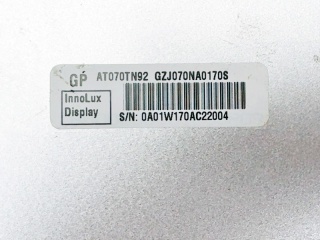 GP AT070TN92 GZJ070NA0170S
InnoLux
Display
S/N: 0A01W170AC22004